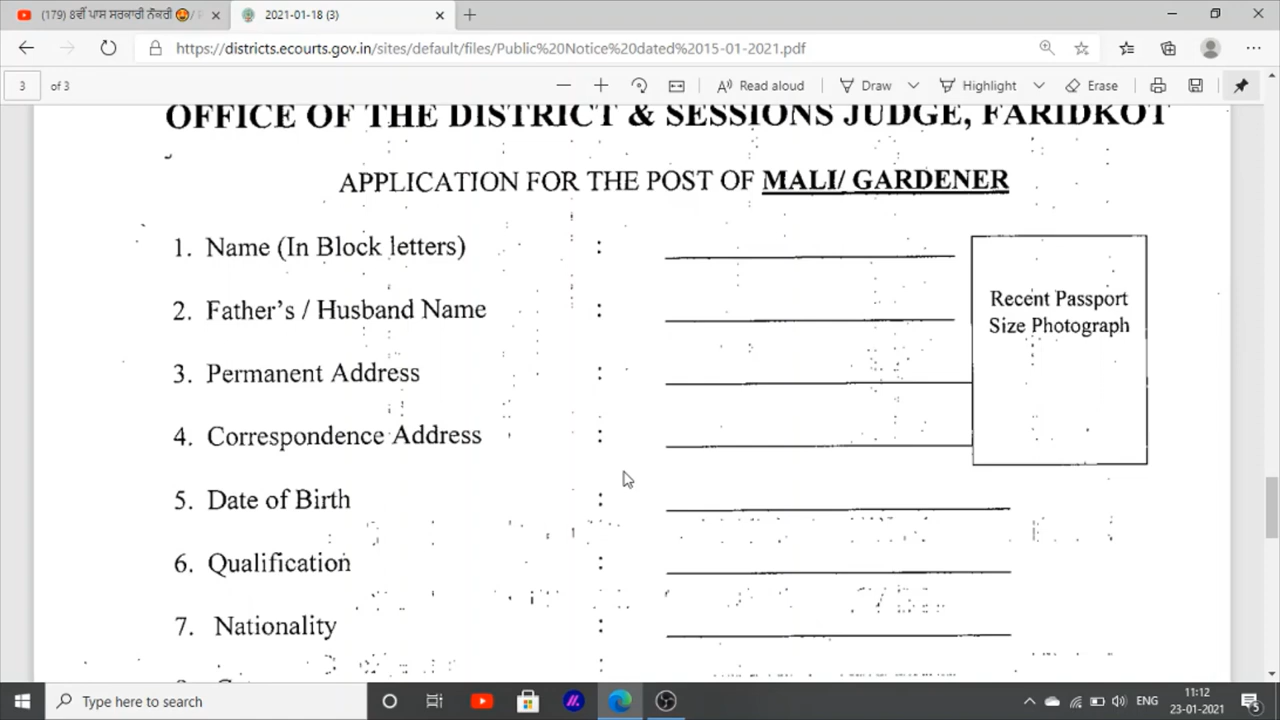 (179) 8ਵੀਂ ਪਾਸ ਸਰਕਾਰੀ ਨੌਕਰੀ
2021-01-18 (3)
https://districts.ecourts.gov.in/sites/default/files/Public%20Notice%20dated%2015-01-2021.pdf
3 of 3
Read aloud
Draw
Highlight
Erase
OFFICE OF THE DISTRICT & SESSIONS JUDGE, FARIDKOT
APPLICATION FOR THE POST OF MALI/ GARDENER
1. Name (In Block letters) :
2. Father's / Husband Name :
3. Permanent Address :
4. Correspondence Address :
5. Date of Birth :
6. Qualification :
7. Nationality :
Recent Passport
Size Photograph
Type here to search
ENG
11:12
23-01-2021
5